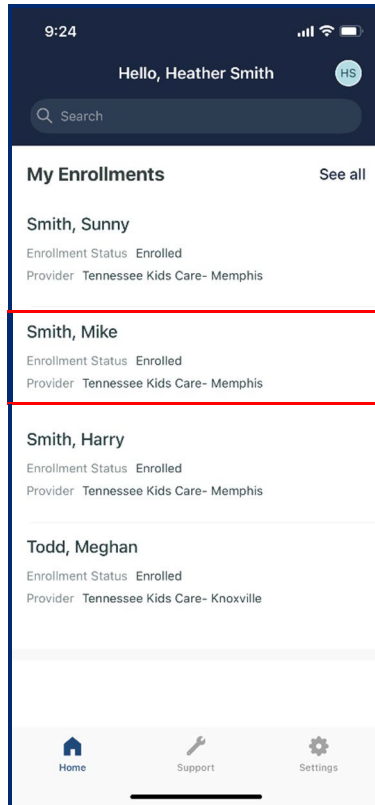 9:24
Hello, Heather Smith
HS
Search
My Enrollments See all
Smith, Sunny
Enrollment Status Enrolled
Provider Tennessee Kids Care- Memphis
Smith, Mike
Enrollment Status Enrolled
Provider Tennessee Kids Care- Memphis
Smith, Harry
Enrollment Status Enrolled
Provider Tennessee Kids Care- Memphis
Todd, Meghan
Enrollment Status Enrolled
Provider Tennessee Kids Care- Knoxville
Home Support Settings